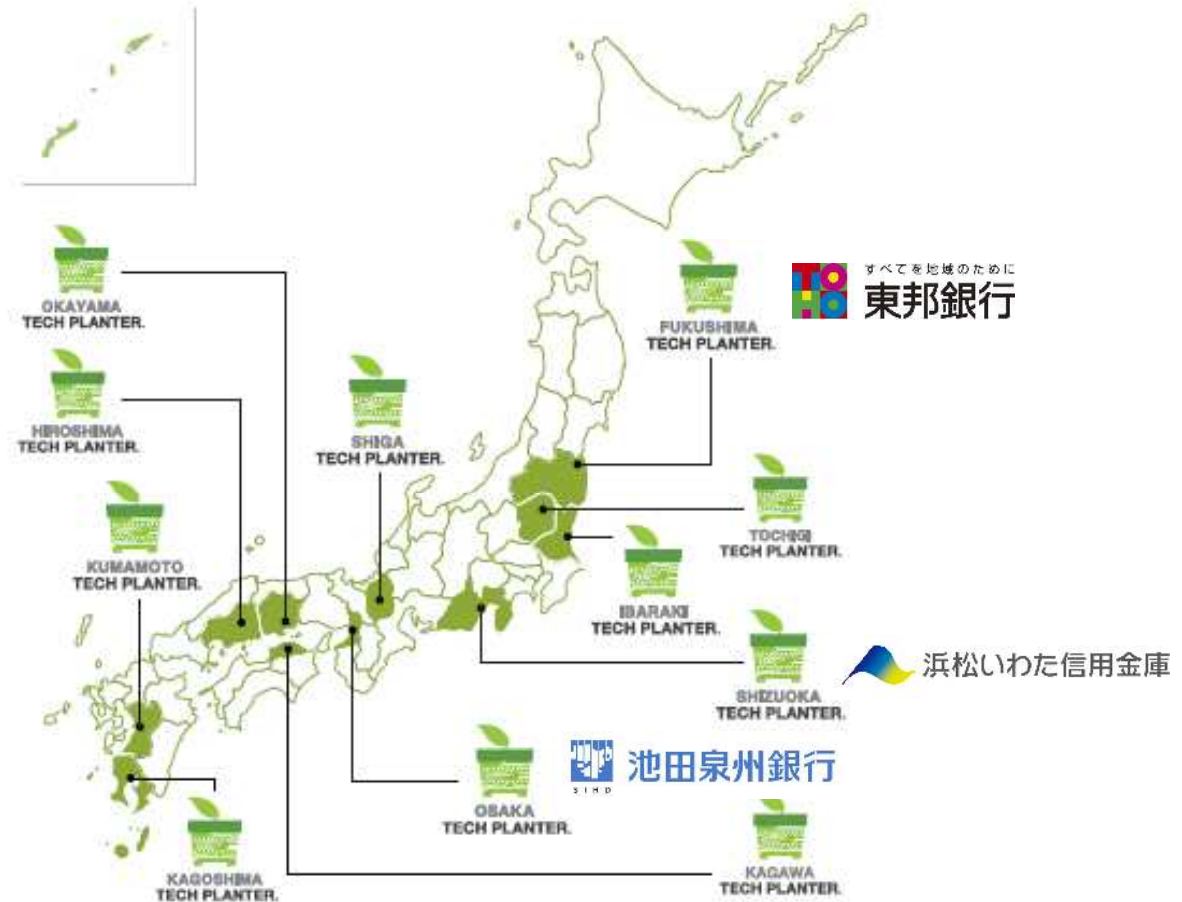 OKAYAMA
TECH PLANTER.
FUKUSHIMA
TECH PLANTER.
TOHO
すべてを地域のために
東邦銀行
HIROSHIMA
TECH PLANTER.
SHIGA
TECH PLANTER.
KUMAMOTO
TECH PLANTER.
TOCHIGI
TECH PLANTER.
IBARAKI
TECH PLANTER.
SHIZUOKA
TECH PLANTER.
浜松いわた信用金庫
OSAKA
TECH PLANTER.
SIHD
池田泉州銀行
KAGOSHIMA
TECH PLANTER.
KAGAWA
TECH PLANTER.